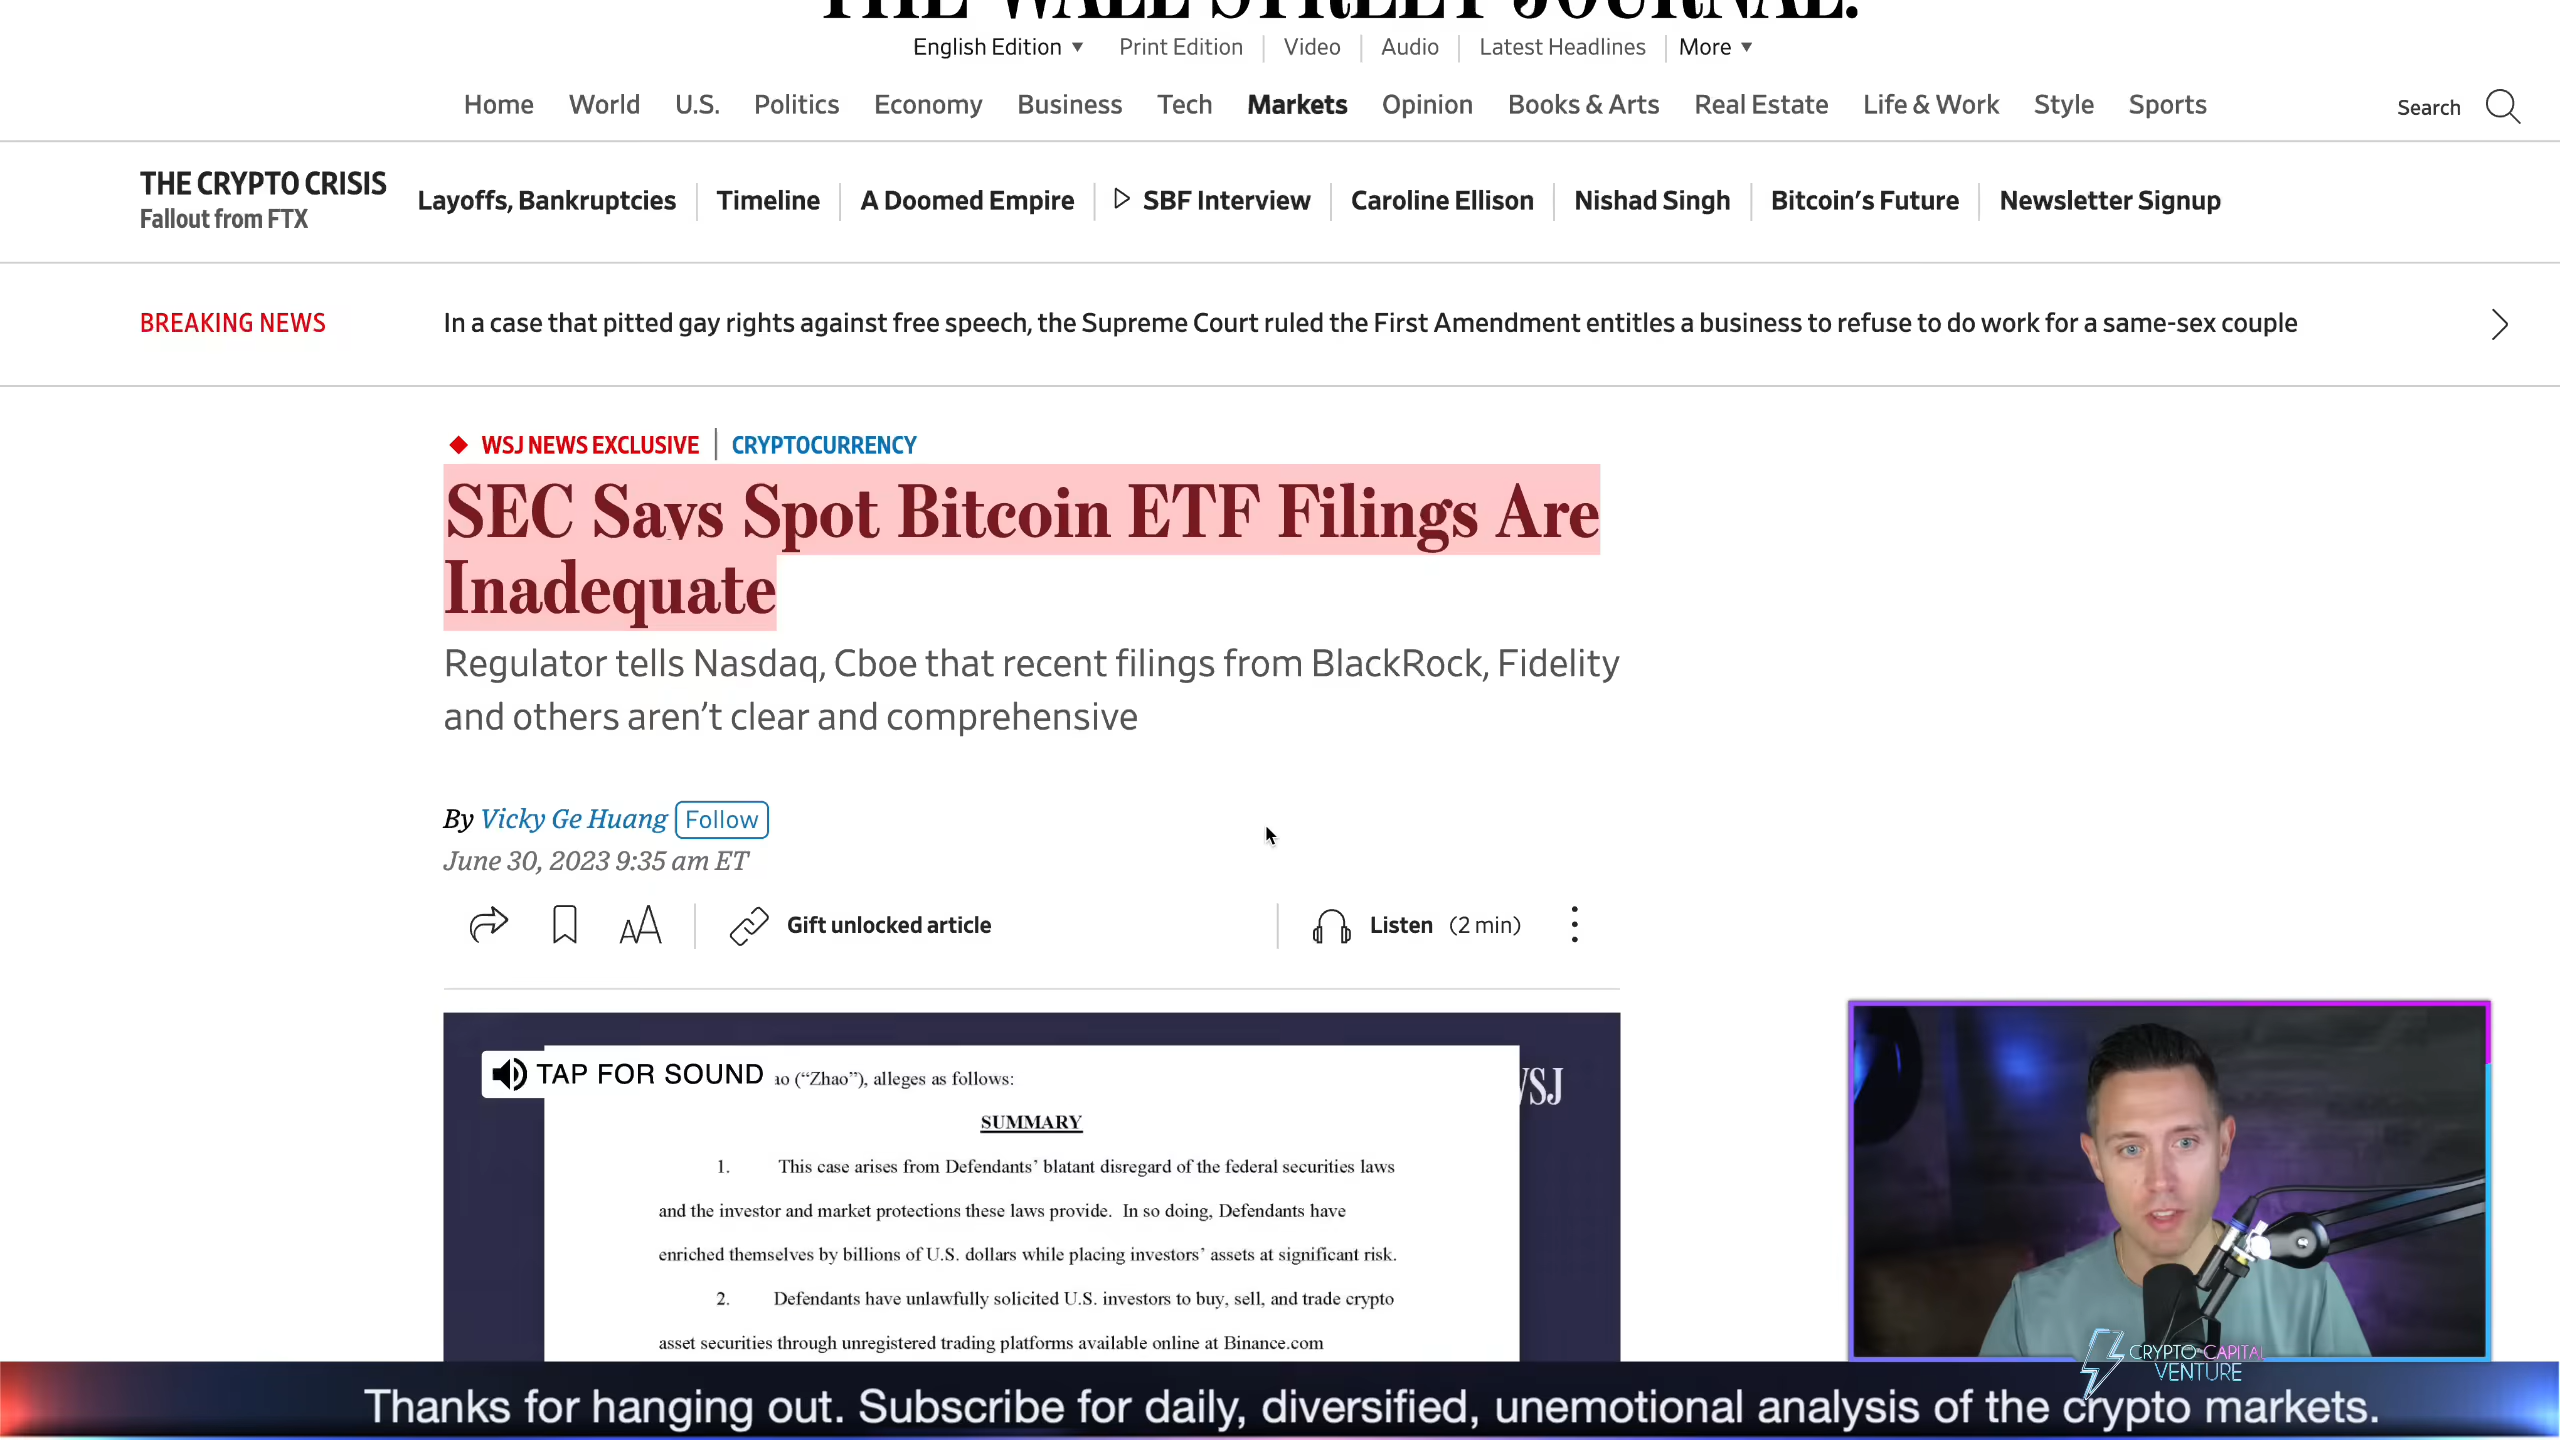 THE WALL STREET JOURNAL.
English Edition Print Edition Video Audio Latest Headlines More
Home World U.S. Politics Economy Business Tech Markets Opinion Books & Arts Real Estate Life & Work Style Sports Search
THE CRYPTO CRISIS
Fallout from FTX
Layoffs, Bankruptcies Timeline A Doomed Empire SBF Interview Caroline Ellison Nishad Singh Bitcoin’s Future Newsletter Signup
BREAKING NEWS In a case that pitted gay rights against free speech, the Supreme Court ruled the First Amendment entitles a business to refuse to do work for a same-sex couple
WSJ NEWS EXCLUSIVE CRYPTOCURRENCY
SEC Says Spot Bitcoin ETF Filings Are
Inadequate
Regulator tells Nasdaq, Cboe that recent filings from BlackRock, Fidelity
and others aren’t clear and comprehensive
By Vicky Ge Huang Follow
June 30, 2023 9:35 am ET
AA Gift unlocked article Listen (2 min)
TAP FOR SOUND (“Zhao”), alleges as follows:
WSJ
SUMMARY
1. This case arises from Defendants’ blatant disregard of the federal securities laws
and the investor and market protections these laws provide. In so doing, Defendants have
enriched themselves by billions of U.S. dollars while placing investors’ assets at significant risk.
2. Defendants have unlawfully solicited U.S. investors to buy, sell, and trade crypto
asset securities through unregistered trading platforms available online at Binance.com
CRYPTO CAPITAL
VENTURE
Thanks for hanging out. Subscribe for daily, diversified, unemotional analysis of the crypto markets.